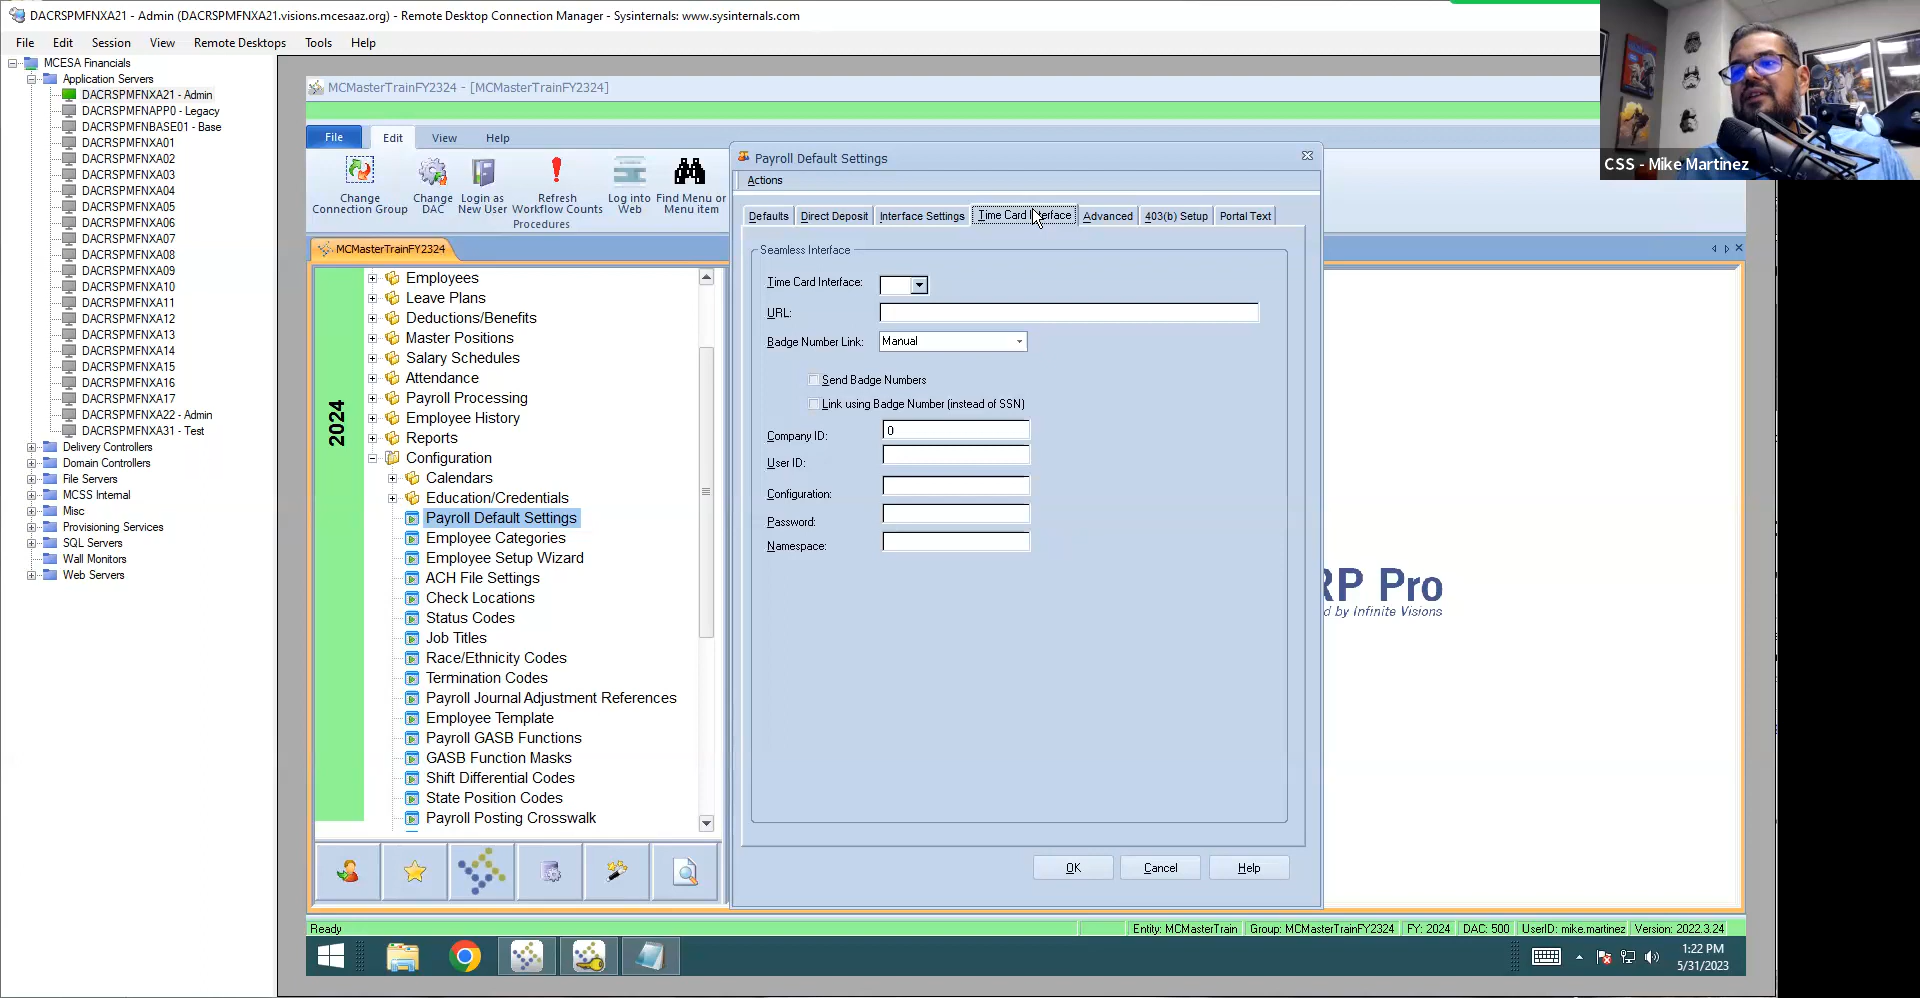 DACRSPMFNXA21 - Admin (DACRSPMFNXA21.visions.mcesaaz.org) - Remote Desktop Connection Manager - Sysinternals: www.sysinternals.com
File Edit Session View Remote Desktops Tools Help
MCESA Financials
Application Servers
DACRSPMFNXA21 - Admin
DACRSPMFNAPP0 - Legacy
DACRSPMFNBASE01 - Base
DACRSPMFNXA01
DACRSPMFNXA02
DACRSPMFNXA03
DACRSPMFNXA04
DACRSPMFNXA05
DACRSPMFNXA06
DACRSPMFNXA07
DACRSPMFNXA08
DACRSPMFNXA09
DACRSPMFNXA10
DACRSPMFNXA11
DACRSPMFNXA12
DACRSPMFNXA13
DACRSPMFNXA14
DACRSPMFNXA15
DACRSPMFNXA16
DACRSPMFNXA17
DACRSPMFNXA22 - Admin
DACRSPMFNXA31 - Test
Delivery Controllers
Domain Controllers
File Servers
MCSS Internal
Misc
Provisioning Services
SQL Servers
Wall Monitors
Web Servers
MCMasterTrainFY2324 - [MCMasterTrainFY2324]
File Edit View Help
Change Connection Group
Change DAC
Login as New User
Refresh Workflow Counts
Log into Web
Find Menu or Menu item
Procedures
MCMasterTrainFY2324
2024
Employees
Leave Plans
Deductions/Benefits
Master Positions
Salary Schedules
Attendance
Payroll Processing
Employee History
Reports
Configuration
Calendars
Education/Credentials
Payroll Default Settings
Employee Categories
Employee Setup Wizard
ACH File Settings
Check Locations
Status Codes
Job Titles
Race/Ethnicity Codes
Termination Codes
Payroll Journal Adjustment References
Employee Template
Payroll GASB Functions
GASB Function Masks
Shift Differential Codes
State Position Codes
Payroll Posting Crosswalk
Payroll Default Settings
Actions
Defaults Direct Deposit Interface Settings Time Card Interface Advanced 403(b) Setup Portal Text
Seamless Interface
Time Card Interface:
URL:
Badge Number Link: Manual
Send Badge Numbers
Link using Badge Number (instead of SSN)
Company ID: 0
User ID:
Configuration:
Password:
Namespace:
OK Cancel Help
RP Pro
d by Infinite Visions
CSS - Mike Martinez
Ready Entity: MCMasterTrain Group: MCMasterTrainFY2324 FY: 2024 DAC: 500 UserID: mike.martinez Version: 2022.3.24
1:22 PM
5/31/2023